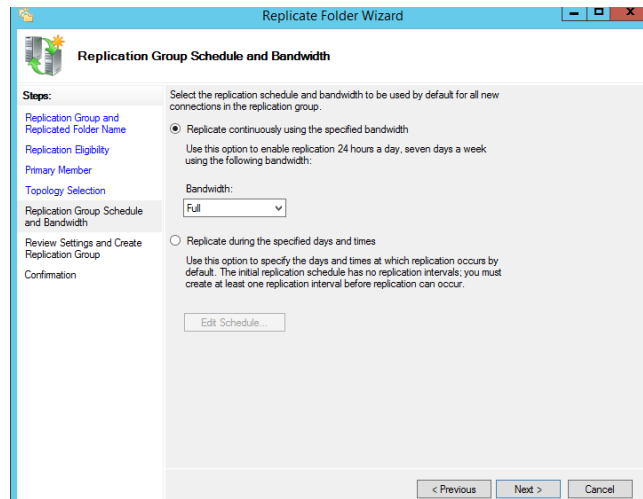 Replicate Folder Wizard
Replication Group Schedule and Bandwidth
Steps:
Replication Group and
Replicated Folder Name
Replication Eligibility
Primary Member
Topology Selection
Replication Group Schedule
and Bandwidth
Review Settings and Create
Replication Group
Confirmation
Select the replication schedule and bandwidth to be used by default for all new
connections in the replication group.
Replicate continuously using the specified bandwidth
Use this option to enable replication 24 hours a day, seven days a week
using the following bandwidth:
Bandwidth:
Full
Replicate during the specified days and times
Use this option to specify the days and times at which replication occurs by
default. The initial replication schedule has no replication intervals; you must
create at least one replication interval before replication can occur.
Edit Schedule...
< Previous
Next >
Cancel